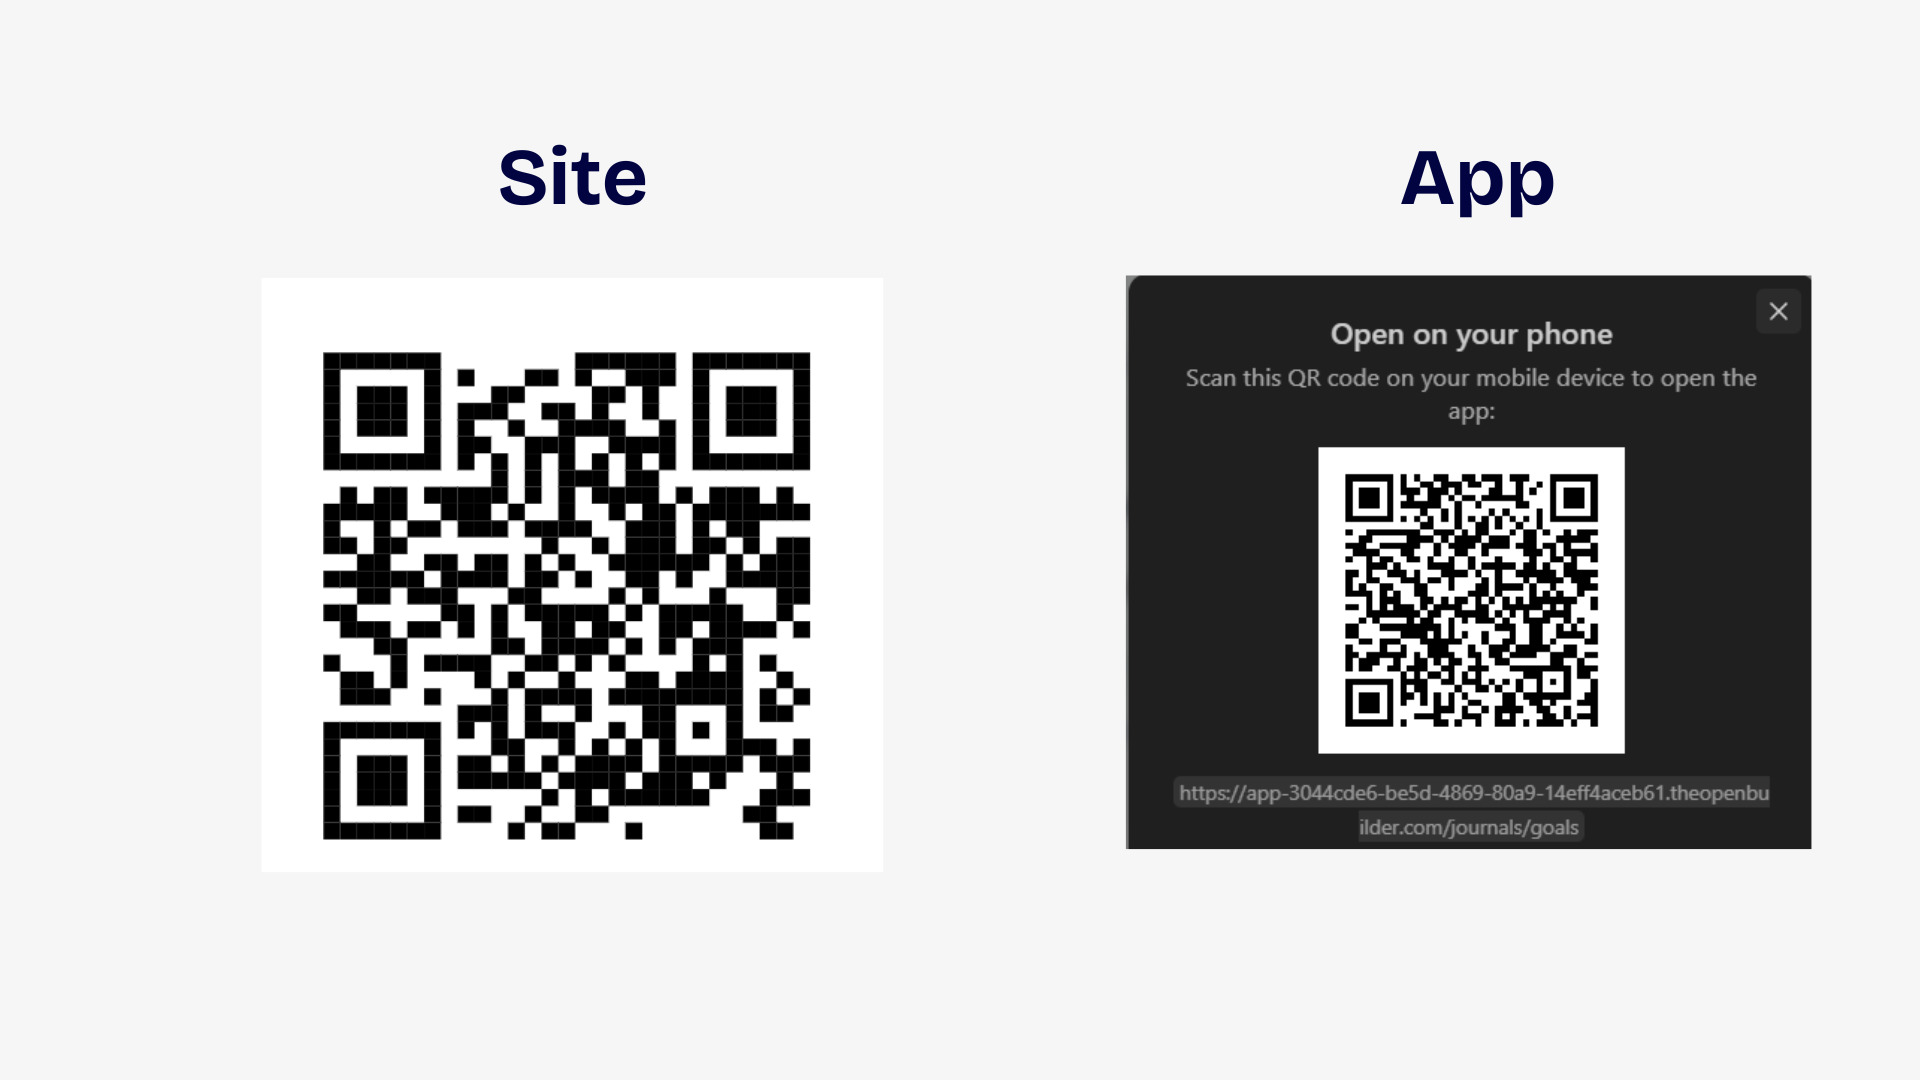 Site
App
Open on your phone
Scan this QR code on your mobile device to open the
app:
https://app-3044cde6-be5d-4869-80a9-14eff4aceb61.theopenbu
ilder.com/journals/goals